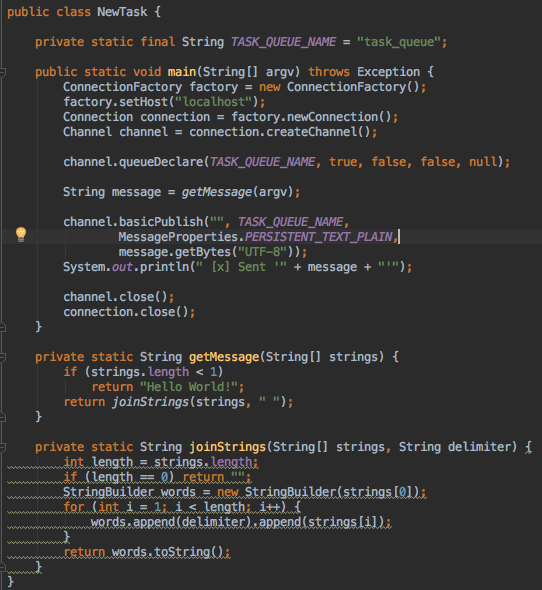 public class NewTask {
private static final String TASK_QUEUE_NAME = "task_queue";
public static void main(String[] argv) throws Exception {
ConnectionFactory factory = new ConnectionFactory();
factory.setHost("localhost");
Connection connection = factory.newConnection();
Channel channel = connection.createChannel();
channel.queueDeclare(TASK_QUEUE_NAME, true, false, false, null);
String message = getMessage(argv);
channel.basicPublish("", TASK_QUEUE_NAME,
MessageProperties.PERSISTENT_TEXT_PLAIN,
message.getBytes("UTF-8"));
System.out.println(" [x] Sent '" + message + "'");
channel.close();
connection.close();
}
private static String getMessage(String[] strings) {
if (strings.length < 1)
return "Hello World!";
return joinStrings(strings, " ");
}
private static String joinStrings(String[] strings, String delimiter) {
int length = strings.length;
if (length == 0) return "";
StringBuilder words = new StringBuilder(strings[0]);
for (int i = 1; i < length; i++) {
words.append(delimiter).append(strings[i]);
}
return words.toString();
}
}